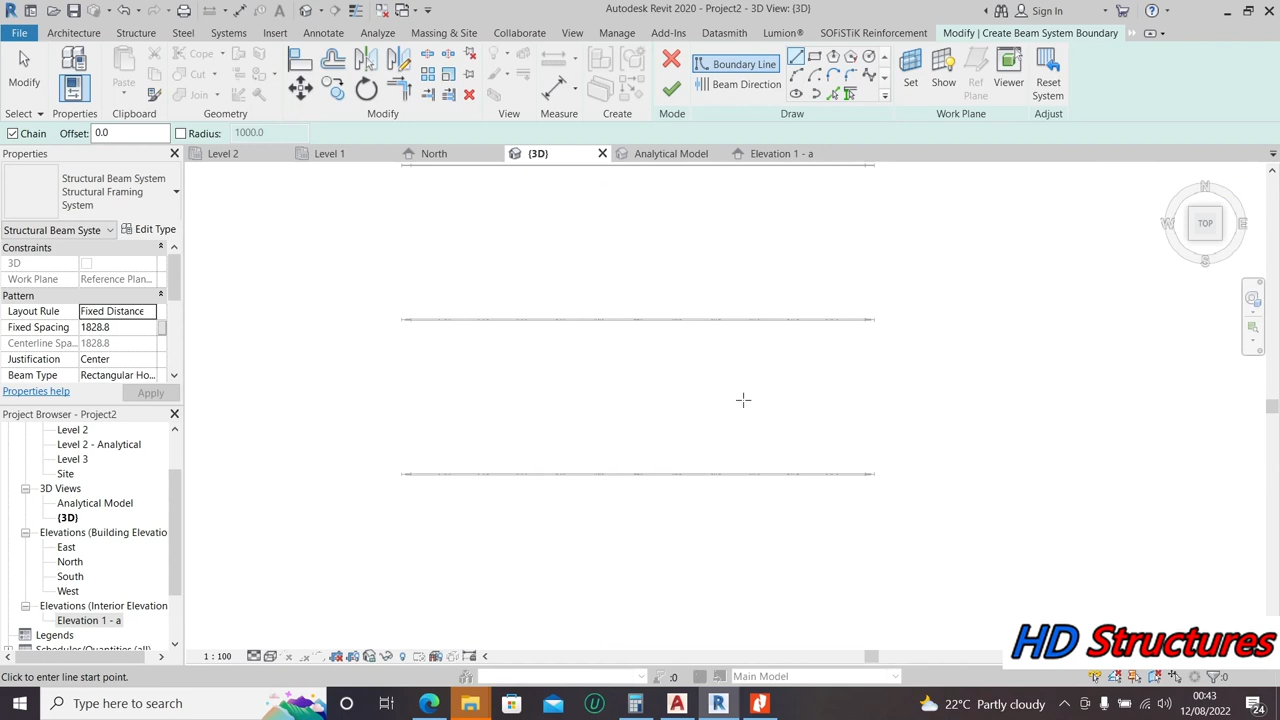 Autodesk Revit 2020 - Project2 - 3D View: {3D}
Sign In
File Architecture Structure Steel Systems Insert Annotate Analyze Massing & Site Collaborate View Manage Add-Ins Datasmith Lumion® SOFiSTiK Reinforcement Modify | Create Beam System Boundary
Modify
Paste
Cope
Cut
Join
Boundary Line
Beam Direction
Set
Show
Ref
Plane
Viewer
Reset
System
Select Properties Clipboard Geometry Modify View Measure Create Mode Draw Work Plane Adjust
Chain Offset: 0.0 Radius: 1000.0
Properties
Level 2 Level 1 North {3D} Analytical Model Elevation 1 - a
Structural Beam System
Structural Framing
System
Structural Beam Syste Edit Type
Constraints
3D
Work Plane Reference Plan...
Pattern
Layout Rule Fixed Distance
Fixed Spacing 1828.8
Centerline Spa... 1828.8
Justification Center
Beam Type Rectangular Ho...
Properties help Apply
Project Browser - Project2
Level 2
Level 2 - Analytical
Level 3
Site
3D Views
Analytical Model
{3D}
Elevations (Building Elevatio
East
North
South
West
Elevations (Interior Elevation
Elevation 1 - a
Legends
Schedules/Quantities (all)
N
W TOP E
S
HD Structures
1 : 100
Click to enter line start point. :0 Main Model :0
Type here to search
22°C Partly cloudy
00:43
12/08/2022
24